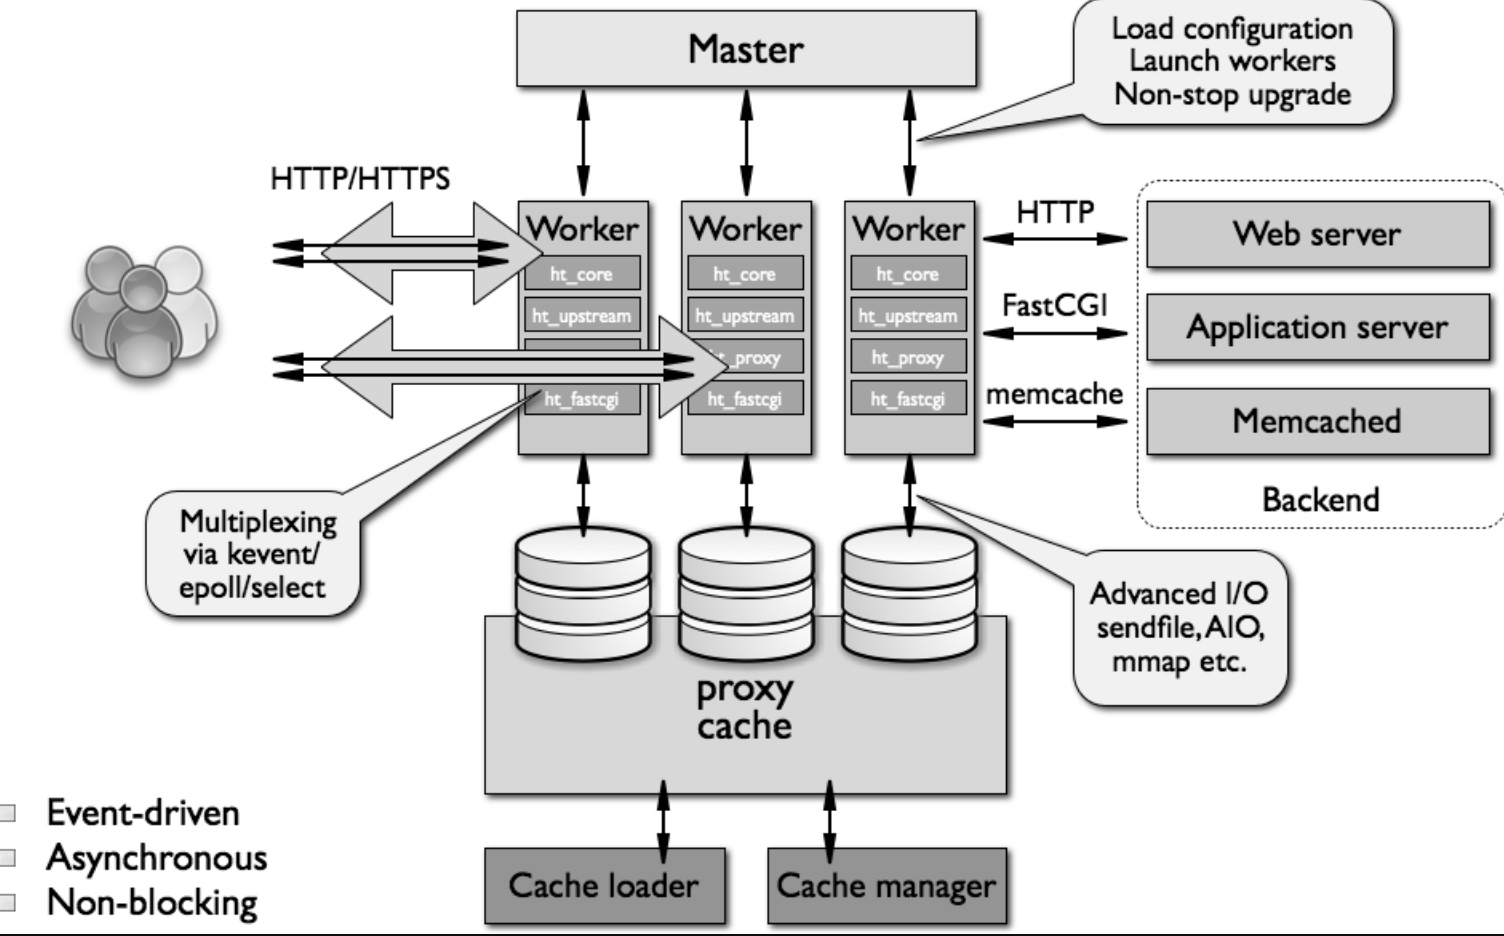 Master
Load configuration
Launch workers
Non-stop upgrade
HTTP/HTTPS
Worker
ht_core
ht_upstream
ht_fastcgi
Worker
ht_core
ht_upstream
_proxy
ht_fastcgi
Worker
ht_core
ht_upstream
ht_proxy
ht_fastcgi
HTTP
FastCGI
memcache
Web server
Application server
Memcached
Backend
Multiplexing
via kevent/
epoll/select
Advanced I/O
sendfile, AIO,
mmap etc.
proxy
cache
Cache loader
Cache manager
Event-driven
Asynchronous
Non-blocking